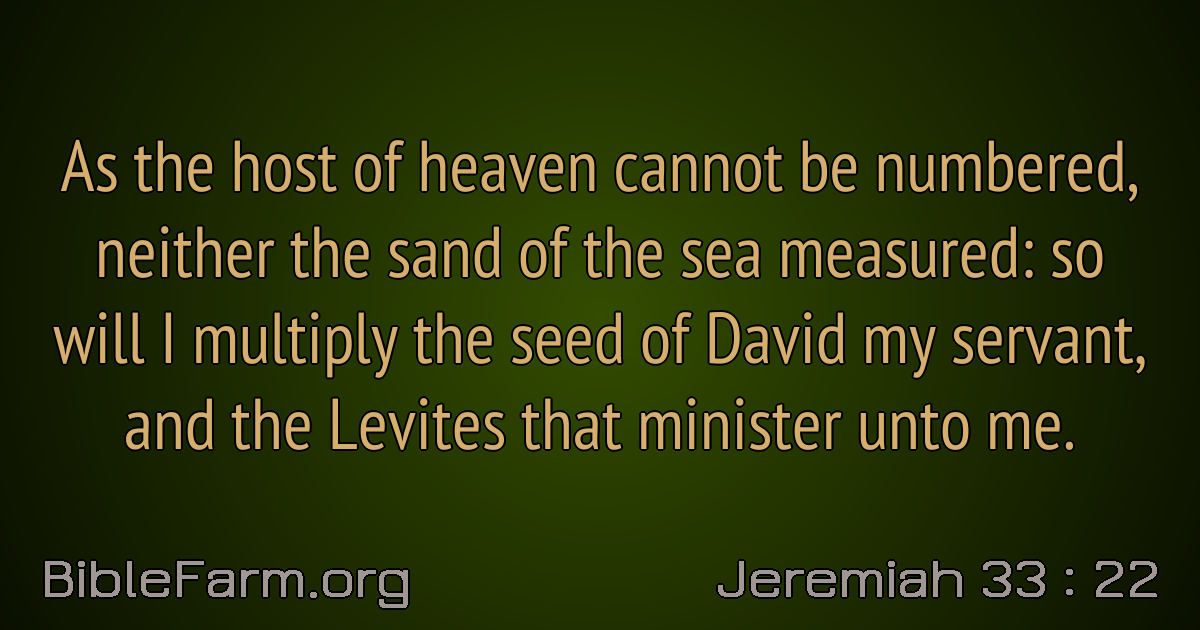 As the host of heaven cannot be numbered,
neither the sand of the sea measured: so
will I multiply the seed of David my servant,
and the Levites that minister unto me.
BibleFarm.org
Jeremiah 33 : 22